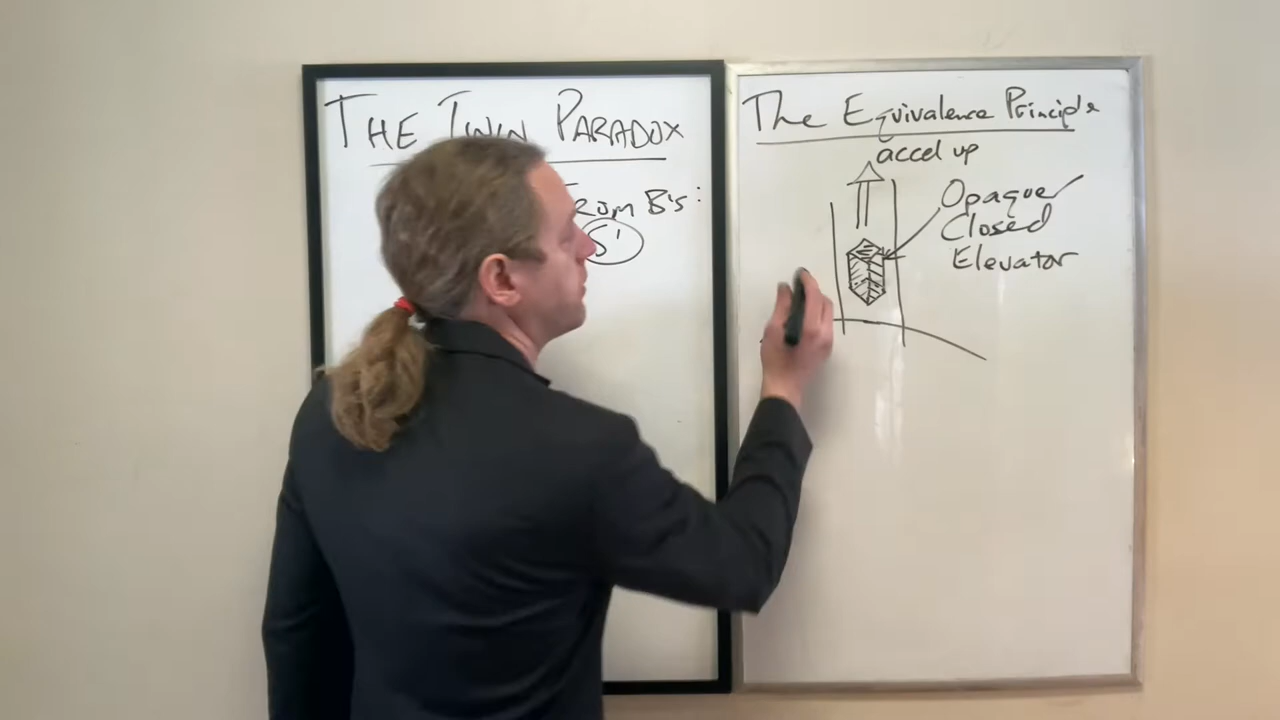 THE TWIN PARADOX
From B's:
S'
The Equivalence Principle
accel up
Opaque
Closed
Elevator